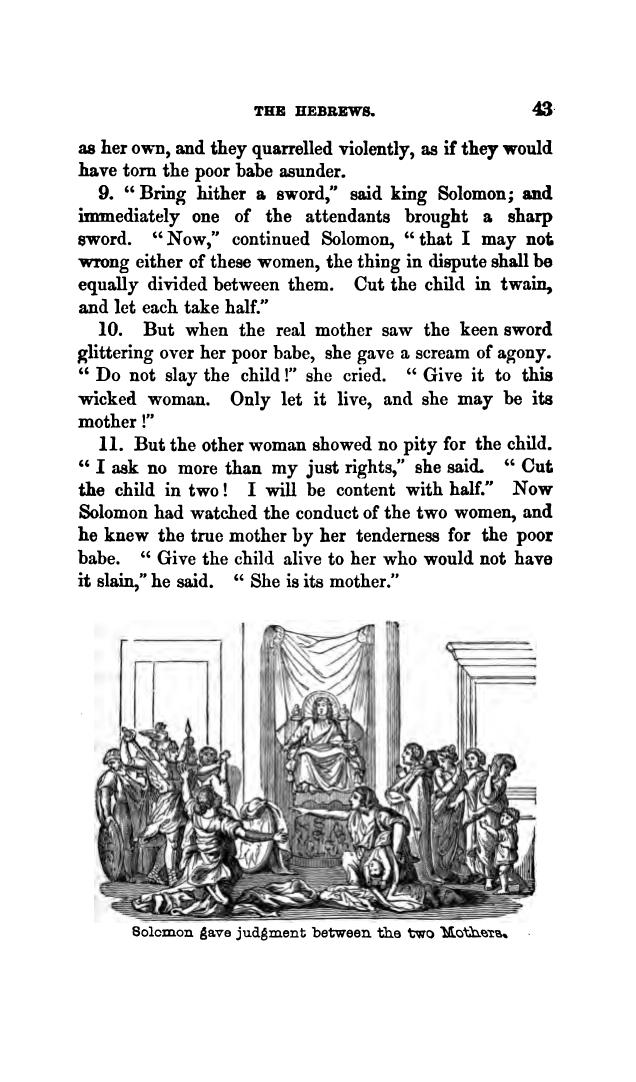 THE HEBREWS. 43
as her own, and they quarrelled violently, as if they would
have torn the poor babe asunder.
9. “Bring hither a sword,” said king Solomon; and
immediately one of the attendants brought a sharp
sword. “Now,” continued Solomon, “that I may not
wrong either of these women, the thing in dispute shall be
equally divided between them. Cut the child in twain,
and let each take half.”
10. But when the real mother saw the keen sword
glittering over her poor babe, she gave a scream of agony.
“Do not slay the child!” she cried. “Give it to this
wicked woman. Only let it live, and she may be its
mother!”
11. But the other woman showed no pity for the child.
“I ask no more than my just rights,” she said. “Cut
the child in two! I will be content with half.” Now
Solomon had watched the conduct of the two women, and
he knew the true mother by her tenderness for the poor
babe. “Give the child alive to her who would not have
it slain,” he said. “She is its mother.”
Solomon gave judgment between the two Mothers.